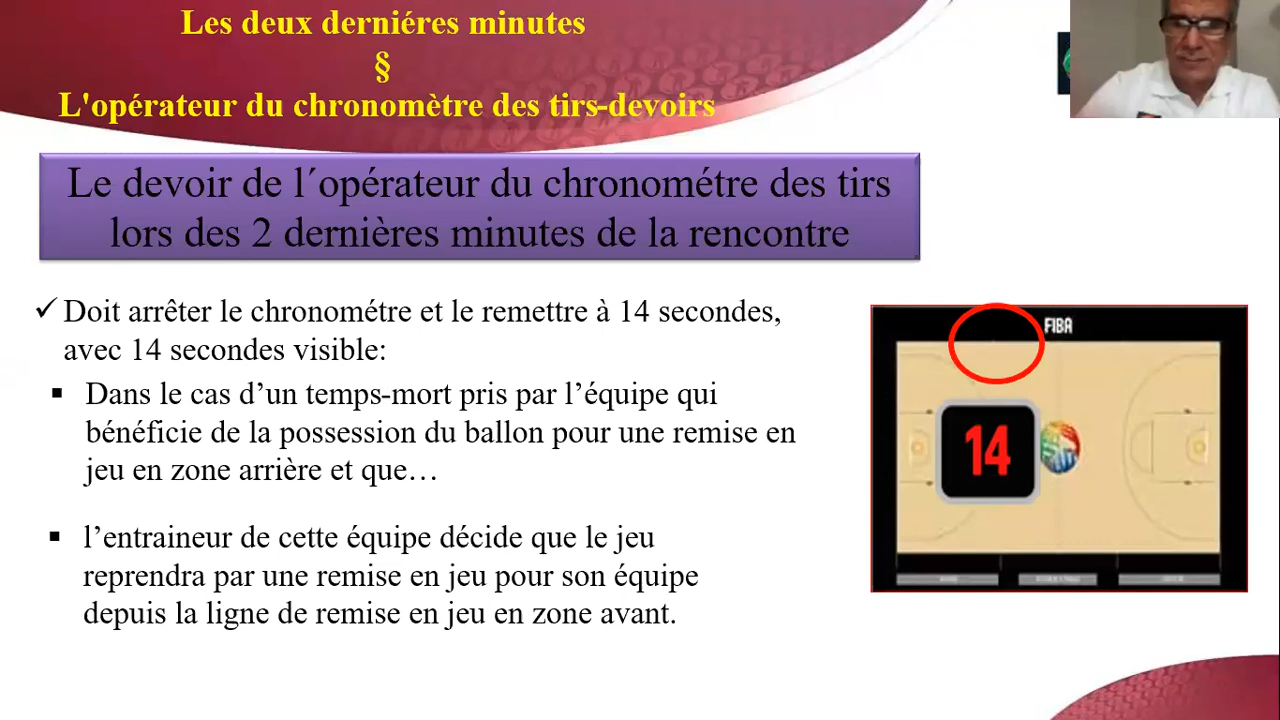 Les deux derniéres minutes
§
L'opérateur du chronomètre des tirs-devoirs
Le devoir de l´opérateur du chronométre des tirs
lors des 2 dernières minutes de la rencontre
✓ Doit arrêter le chronométre et le remettre à 14 secondes,
avec 14 secondes visible:
▪ Dans le cas d’un temps-mort pris par l’équipe qui
bénéficie de la possession du ballon pour une remise en
jeu en zone arrière et que…
▪ l’entraineur de cette équipe décide que le jeu
reprendra par une remise en jeu pour son équipe
depuis la ligne de remise en jeu en zone avant.
FIBA
14